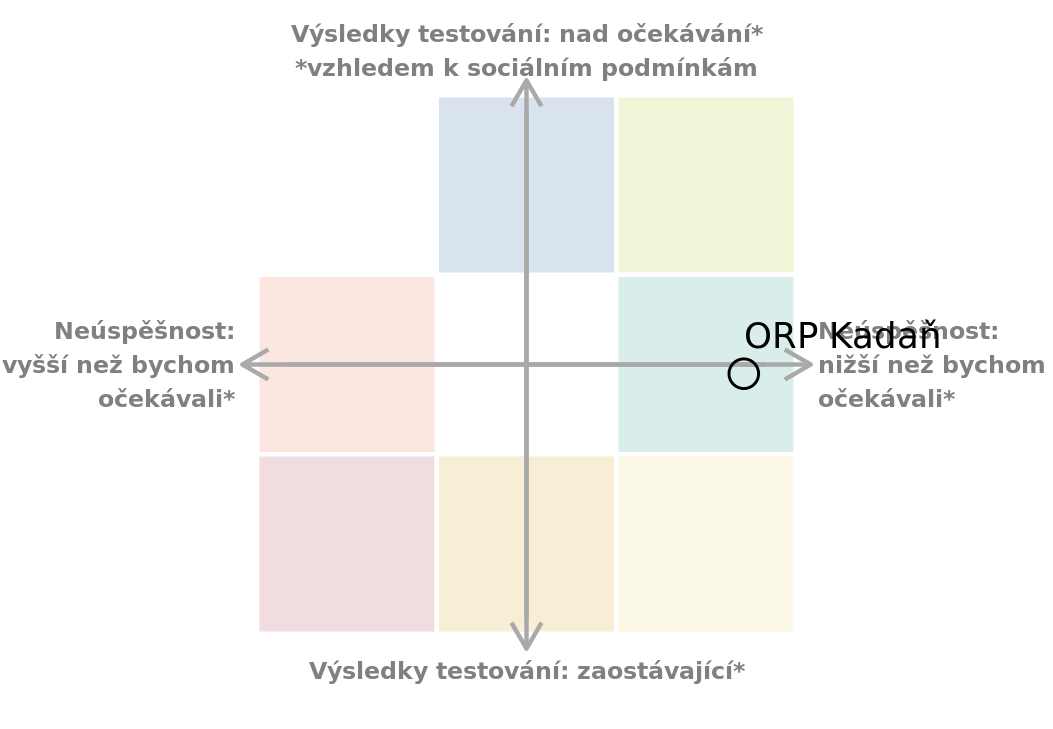 Výsledky testování: nad očekávání*
*vzhledem k sociálním podmínkám
Neúspěšnost:
vyšší než bychom
očekávali*
ORP Kadaň
Neúspěšnost:
nižší než bychom
očekávali*
Výsledky testování: zaostávající*